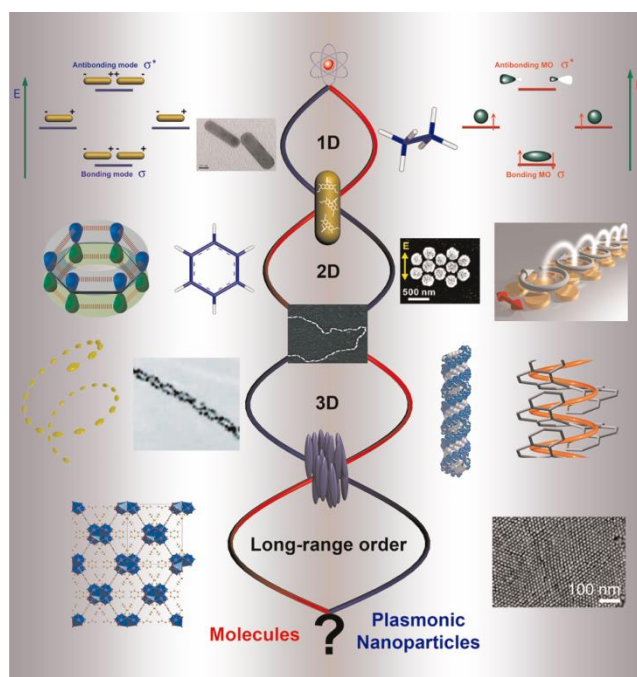 Antibonding mode σ*
- ++ -
E
- +
- +
- + - +
Bonding mode σ
Antibonding MO σ*
Bonding MO σ
1D
2D
E
500 nm
3D
Long-range order
100 nm
Molecules
?
Plasmonic
Nanoparticles